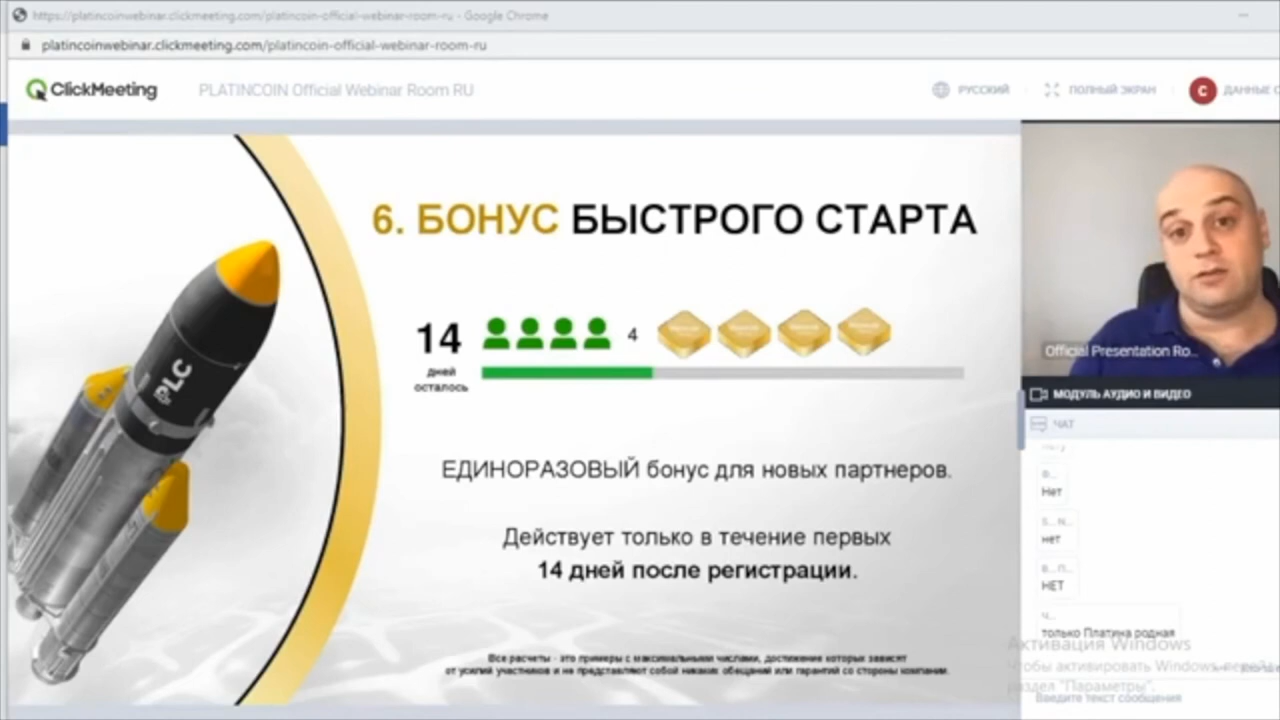 https://platincoinwebinar.clickmeeting.com/platincoin-official-webinar-room-ru - Google Chrome
platincoinwebinar.clickmeeting.com/platincoin-official-webinar-room-ru
ClickMeeting
PLATINCOIN Official Webinar Room RU
РУССКИЙ
ПОЛНЫЙ ЭКРАН
C
ДАННЫЕ С
6. БОНУС БЫСТРОГО СТАРТА
14
дней
осталось
4
PLC
ЕДИНОРАЗОВЫЙ бонус для новых партнеров.
Действует только в течение первых
14 дней после регистрации.
Все расчеты - это примеры с максимальными числами, достижение которых зависят
от усилий участников и не представляют собой никаких обещаний или гарантий со стороны компании.
Official Presentation Ro...
МОДУЛЬ АУДИО И ВИДЕО
ЧАТ
Нет
S... N...
нет
В... П...
НЕТ
Ч...
только Платина родная
Активация Windows
Чтобы активировать Windows,
раздел "Параметры".
Введите текст сообщения